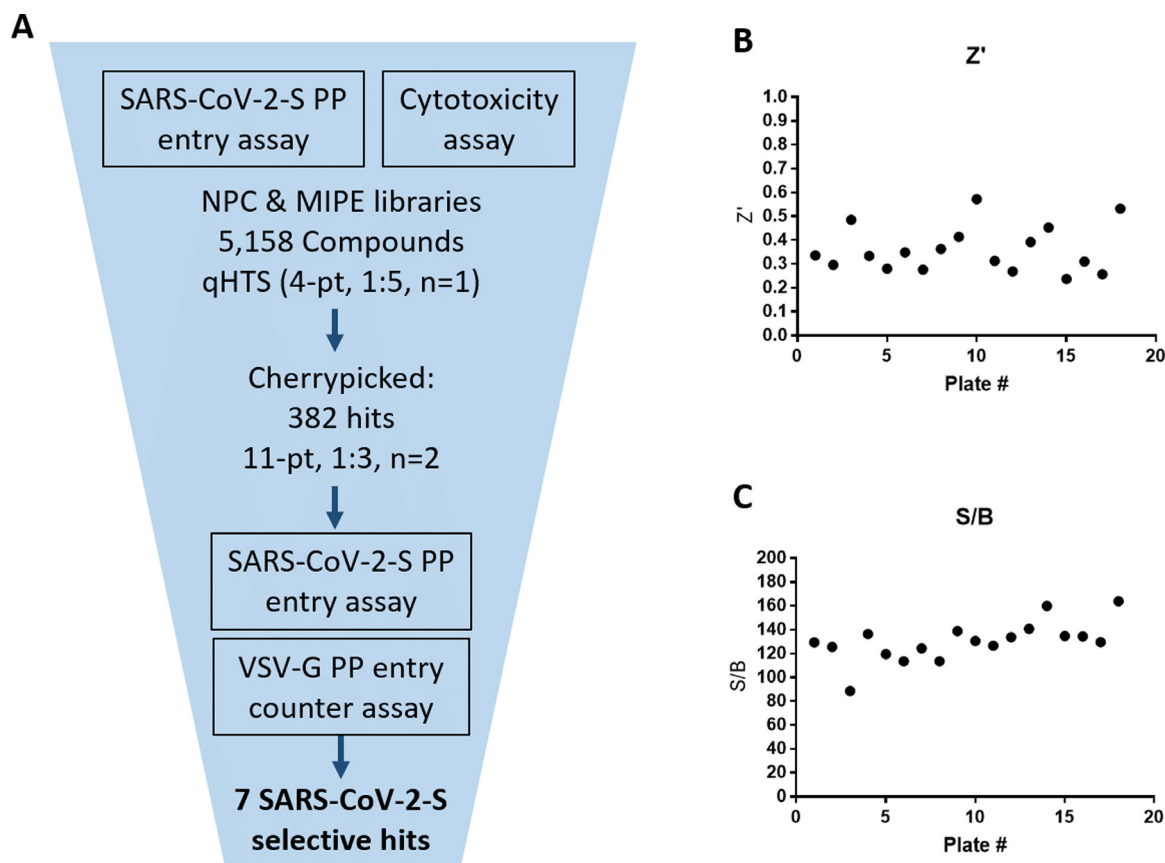 A
SARS-CoV-2-S PP
entry assay
Cytotoxicity
assay
NPC & MIPE libraries
5,158 Compounds
qHTS (4-pt, 1:5, n=1)
Cherrypicked:
382 hits
11-pt, 1:3, n=2
SARS-CoV-2-S PP
entry assay
VSV-G PP entry
counter assay
7 SARS-CoV-2-S
selective hits
B
Z'
1.0
0.9
0.8
0.7
0.6
0.5
0.4
0.3
0.2
0.1
0.0
Z'
0 5 10 15 20
Plate #
C
S/B
200
180
160
140
120
100
80
60
40
20
0
S/B
0 5 10 15 20
Plate #